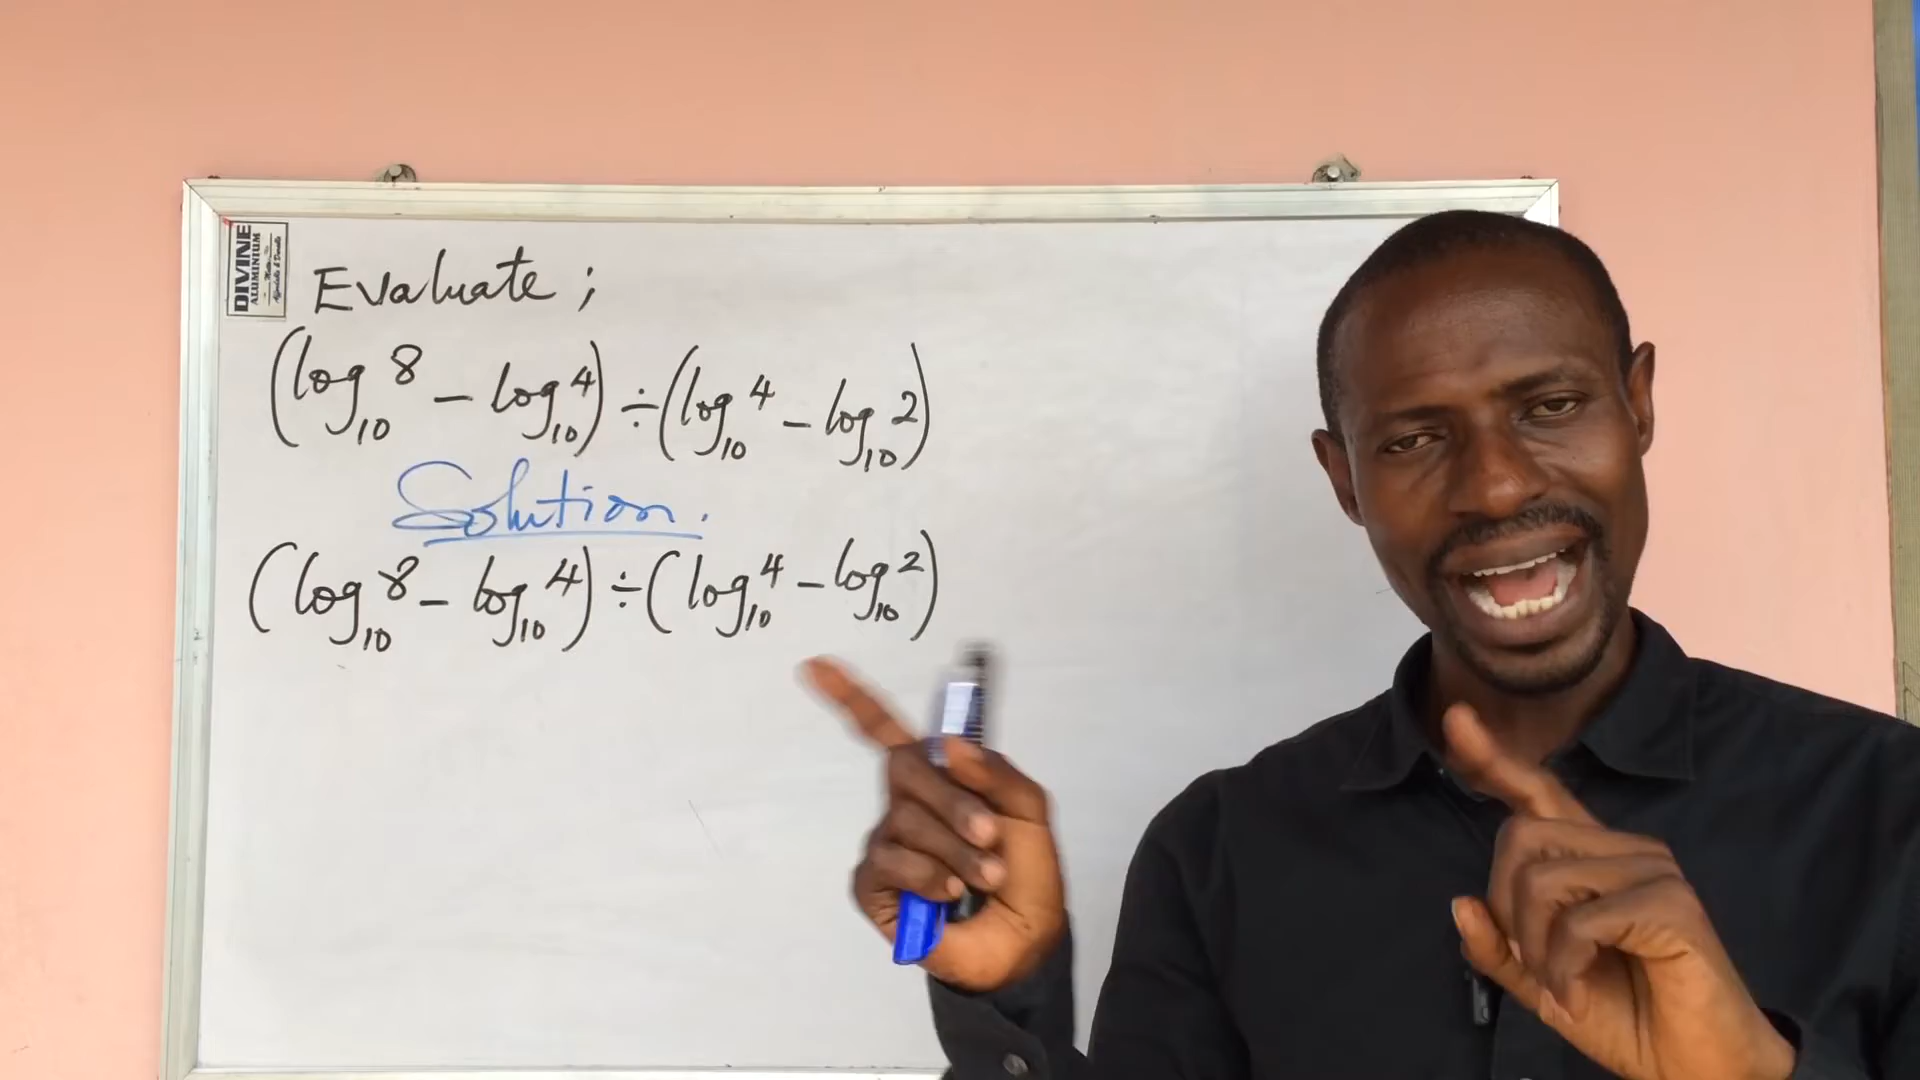 DIVINE
ALUMINIUM
Evaluate;
(log₁₀8 − log₁₀4) ÷ (log₁₀4 − log₁₀2)
Solution.
(log₁₀8 − log₁₀4) ÷ (log₁₀4 − log₁₀2)